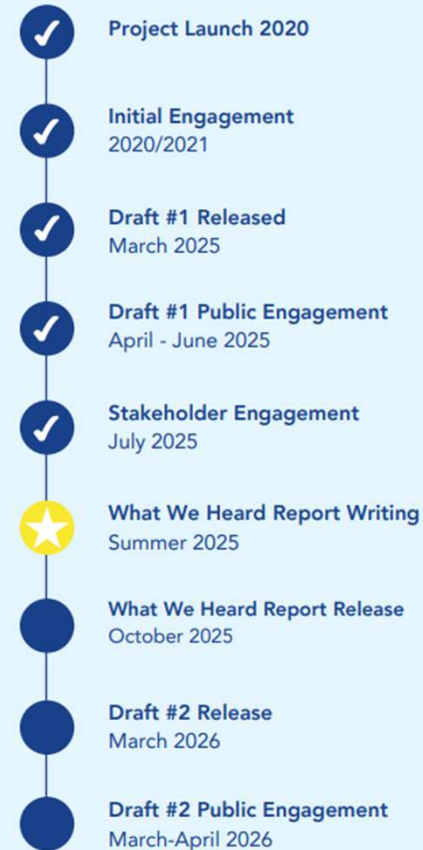 Project Launch 2020
Initial Engagement
2020/2021
Draft #1 Released
March 2025
Draft #1 Public Engagement
April - June 2025
Stakeholder Engagement
July 2025
What We Heard Report Writing
Summer 2025
What We Heard Report Release
October 2025
Draft #2 Release
March 2026
Draft #2 Public Engagement
March-April 2026